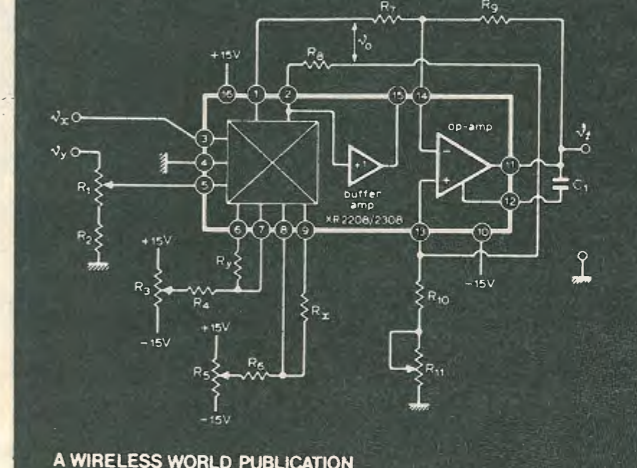 R7
R9
+15V
R8
vo
16
1
2
15
14
vx
3
op-amp
vy
4
+1
−
11
vf
5
+
R1
buffer
amp
12
C1
XR2208/2308
R2
6
7
8
9
13
10
+15V
Ry
−15V
R3
R4
Rx
R10
+15V
−15V
R5
R6
R11
−15V
A WIRELESS WORLD PUBLICATION